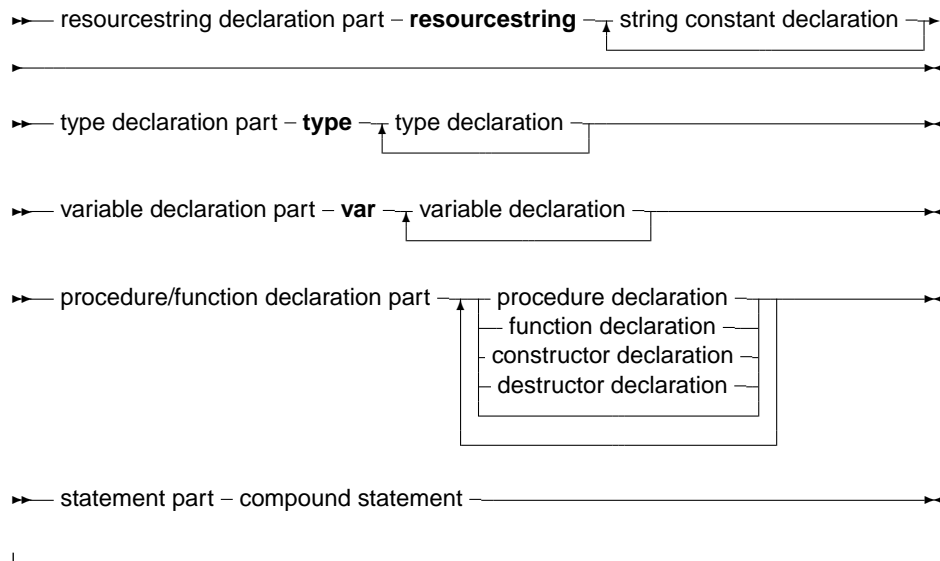 resourcestring declaration part resourcestring string constant declaration
type declaration part type type declaration
variable declaration part var variable declaration
procedure/function declaration part procedure declaration
function declaration
constructor declaration
destructor declaration
statement part compound statement